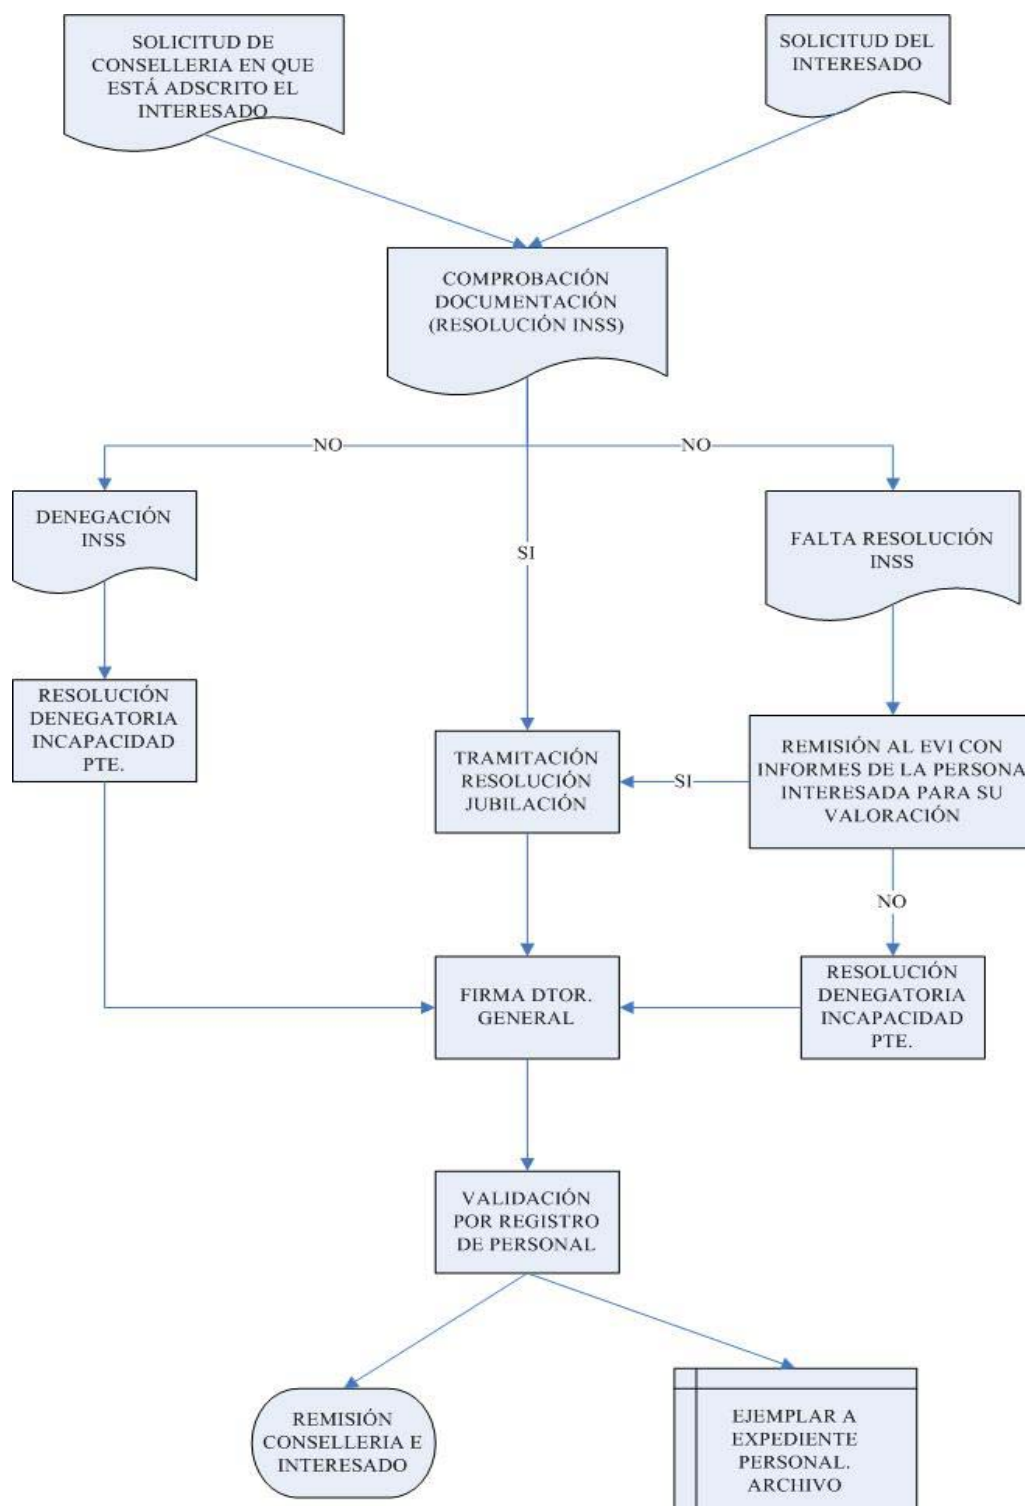 SOLICITUD DE
CONSELLERIA EN QUE
ESTÁ ADSCRITO EL
INTERESADO
SOLICITUD DEL
INTERESADO
COMPROBACIÓN
DOCUMENTACIÓN
(RESOLUCIÓN INSS)
NO
NO
DENEGACIÓN
INSS
SI
FALTA RESOLUCIÓN
INSS
RESOLUCIÓN
DENEGATORIA
INCAPACIDAD
PTE.
TRAMITACIÓN
RESOLUCIÓN
JUBILACIÓN
SI
REMISIÓN AL EVI CON
INFORMES DE LA PERSONA
INTERESADA PARA SU
VALORACIÓN
NO
FIRMA DTOR.
GENERAL
RESOLUCIÓN
DENEGATORIA
INCAPACIDAD
PTE.
VALIDACIÓN
POR REGISTRO
DE PERSONAL
REMISIÓN
CONSELLERIA E
INTERESADO
EJEMPLAR A
EXPEDIENTE
PERSONAL.
ARCHIVO